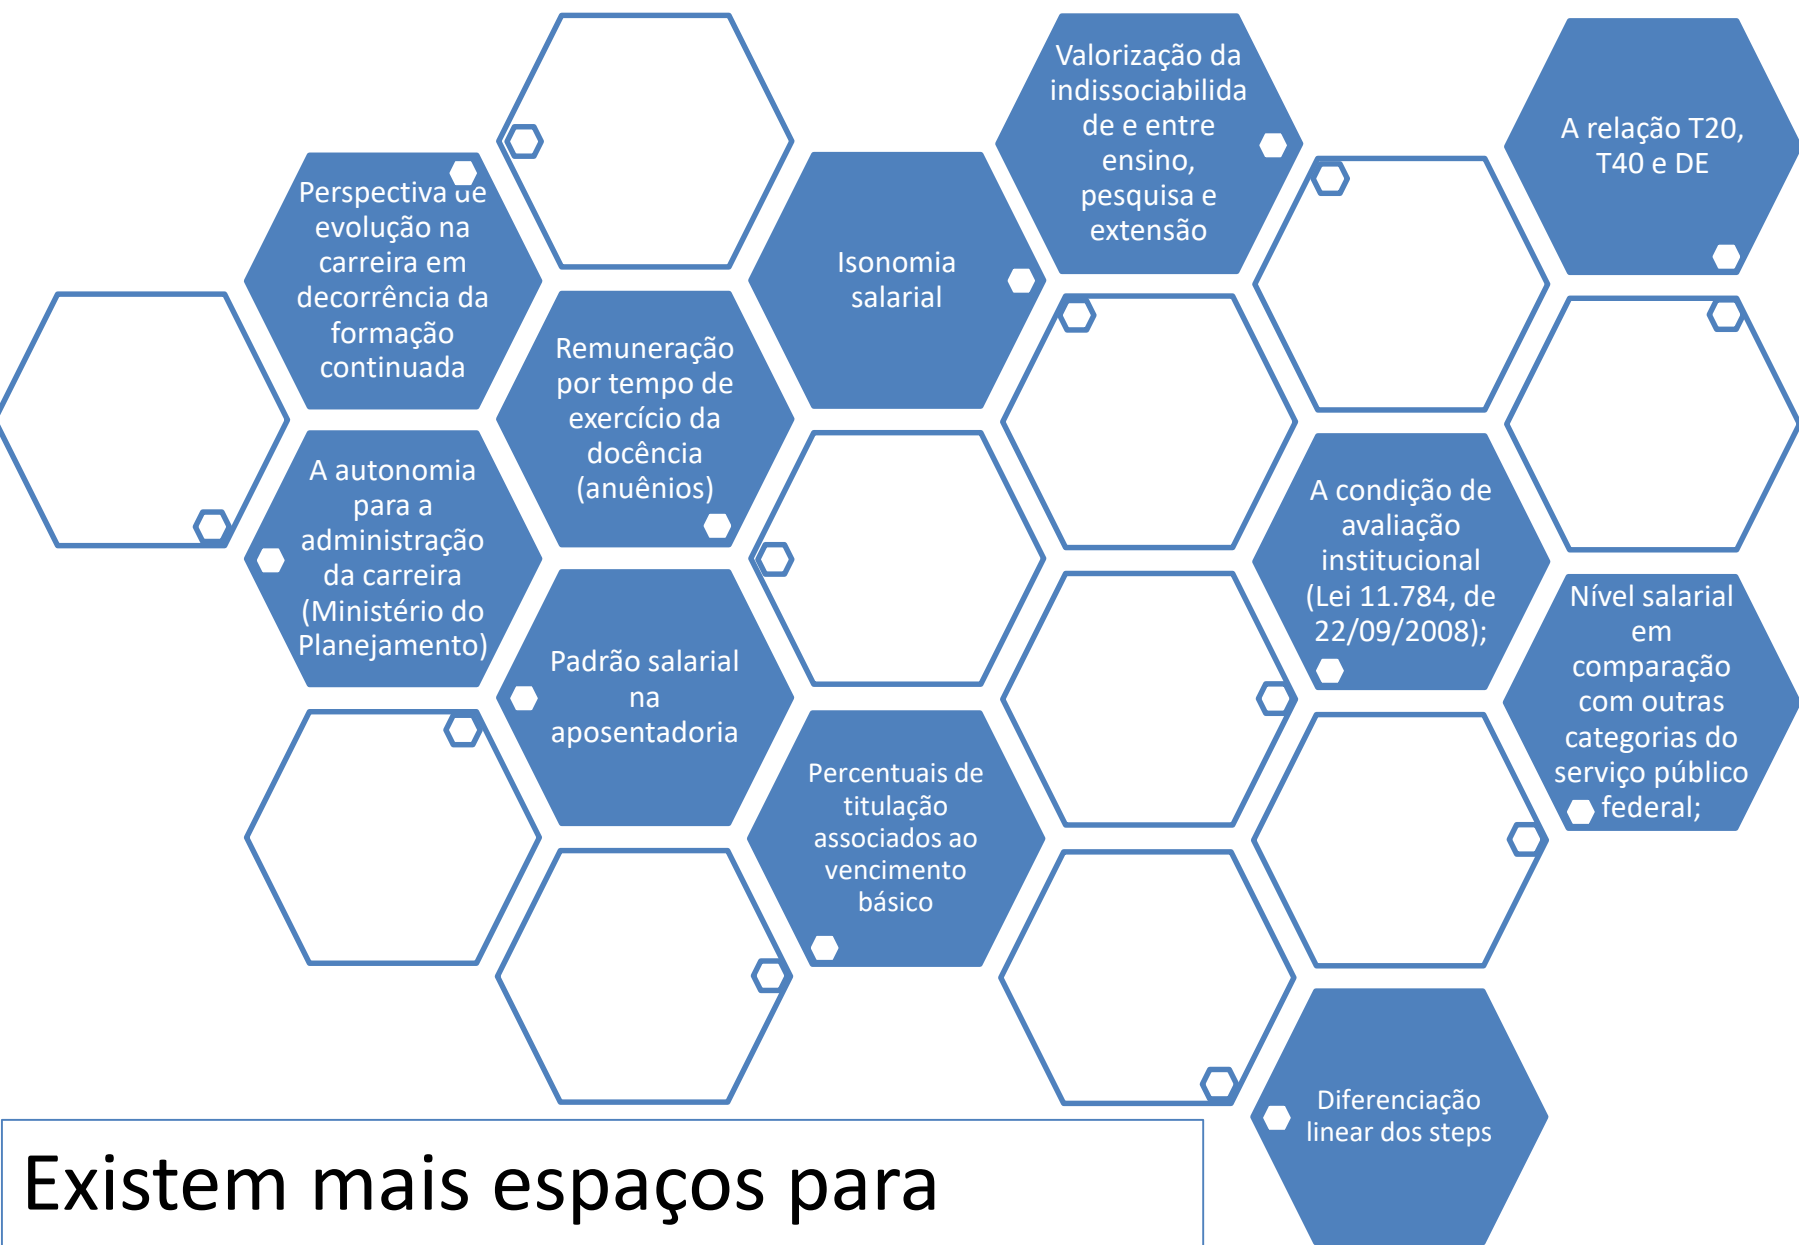 Valorização da
indissociabilida
de e entre
ensino,
pesquisa e
extensão
A relação T20,
T40 e DE
Perspectiva de
evolução na
carreira em
decorrência da
formação
continuada
Isonomia
salarial
Remuneração
por tempo de
exercício da
docência
(anuênios)
A autonomia
para a
administração
da carreira
(Ministério do
Planejamento)
A condição de
avaliação
institucional
(Lei 11.784, de
22/09/2008);
Nível salarial
em
comparação
com outras
categorias do
serviço público
federal;
Padrão salarial
na
aposentadoria
Percentuais de
titulação
associados ao
vencimento
básico
Diferenciação
linear dos steps
Existem mais espaços para